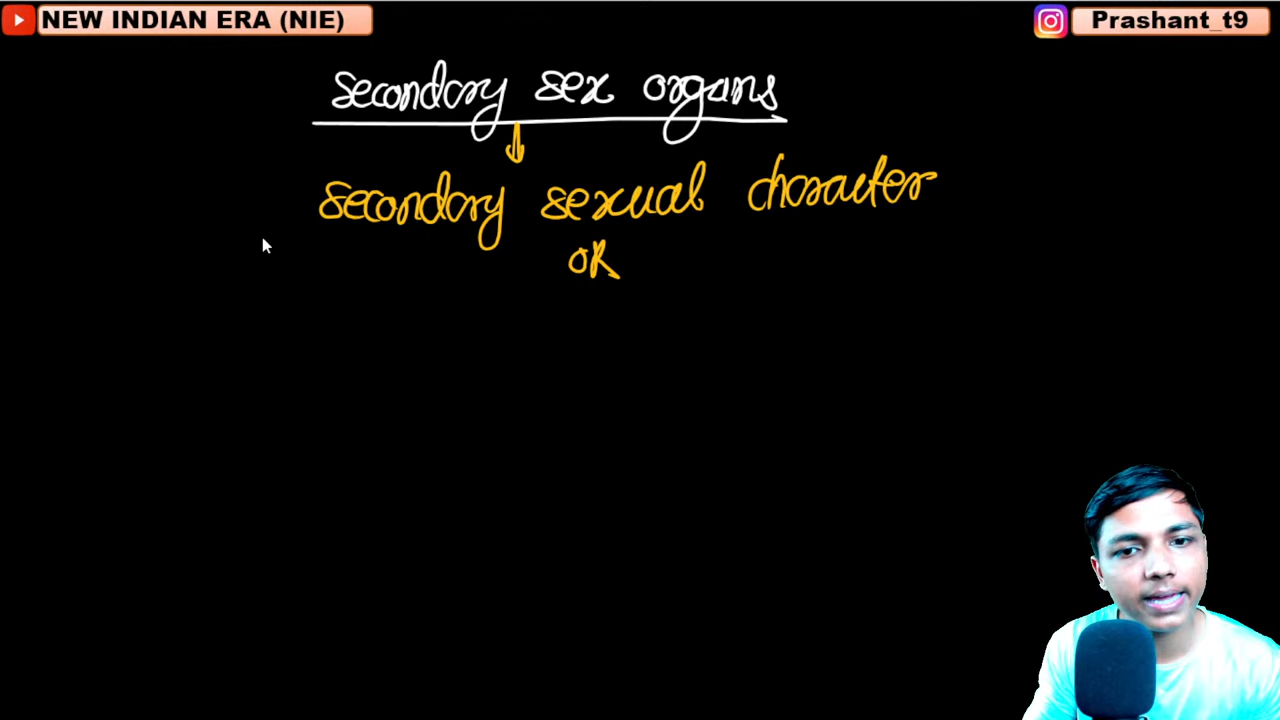 NEW INDIAN ERA (NIE)
Prashant_t9
secondary sex organs
secondary sexual character
OR